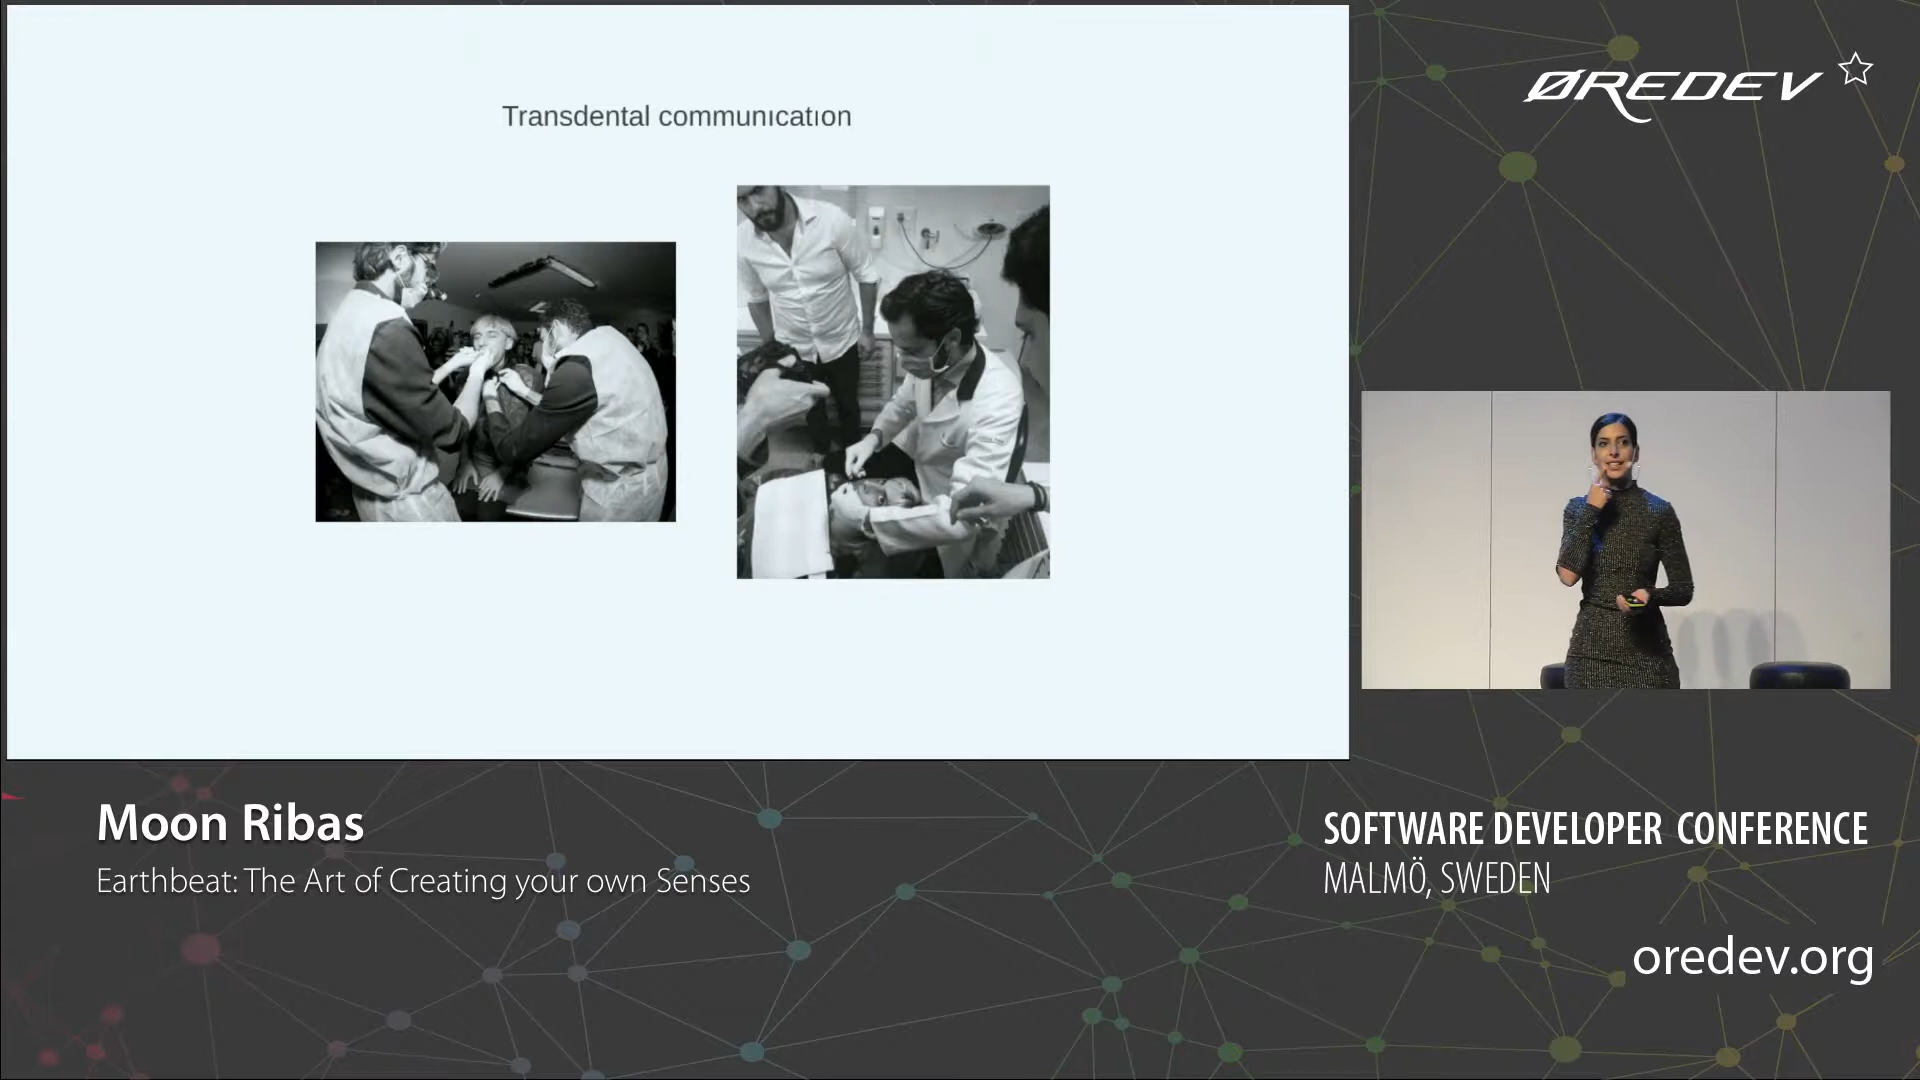 Transdental communıcatıon
ØREDEV
Moon Ribas
Earthbeat: The Art of Creating your own Senses
SOFTWARE DEVELOPER CONFERENCE
MALMÖ, SWEDEN
oredev.org